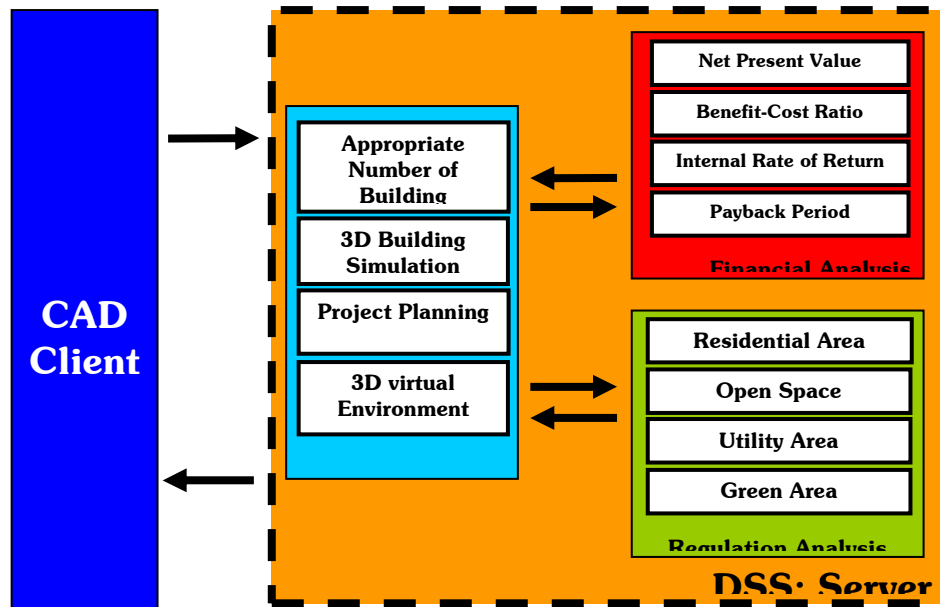 CAD
Client
Appropriate
Number of
Building
3D Building
Simulation
Project Planning
3D virtual
Environment
Net Present Value
Benefit-Cost Ratio
Internal Rate of Return
Payback Period
Financial Analysis
Residential Area
Open Space
Utility Area
Green Area
Regulation Analysis
DSS: Server